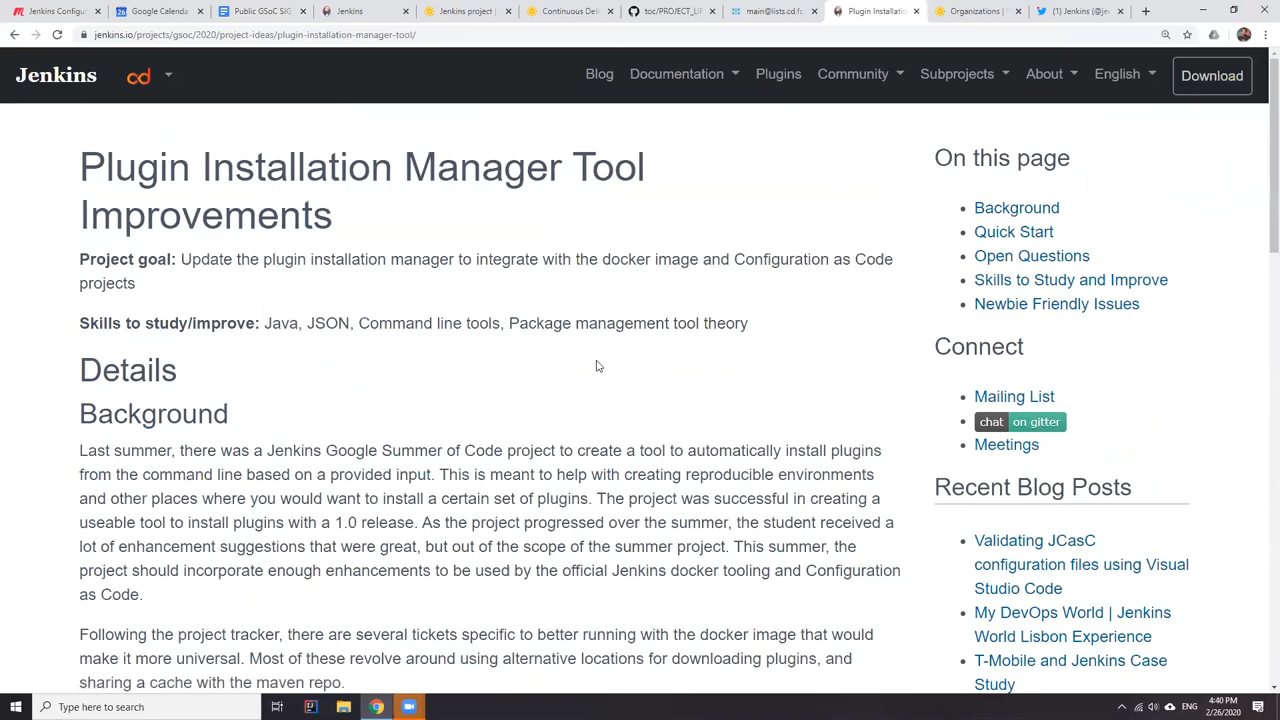 Jenkins Configur
Google Calenda
Public GSoC SIG
Jenkins
Jenkins project
Continuous Deli
toc/PROJECT_LIF
main@lists.cd.fo
Plugin Installatio
Organizations |
(1) Jenkins (@je
jenkins.io/projects/gsoc/2020/project-ideas/plugin-installation-manager-tool/
Jenkins
cd
Blog
Documentation
Plugins
Community
Subprojects
About
English
Download
Plugin Installation Manager Tool
Improvements
Project goal: Update the plugin installation manager to integrate with the docker image and Configuration as Code
projects
Skills to study/improve: Java, JSON, Command line tools, Package management tool theory
Details
Background
Last summer, there was a Jenkins Google Summer of Code project to create a tool to automatically install plugins
from the command line based on a provided input. This is meant to help with creating reproducible environments
and other places where you would want to install a certain set of plugins. The project was successful in creating a
useable tool to install plugins with a 1.0 release. As the project progressed over the summer, the student received a
lot of enhancement suggestions that were great, but out of the scope of the summer project. This summer, the
project should incorporate enough enhancements to be used by the official Jenkins docker tooling and Configuration
as Code.
Following the project tracker, there are several tickets specific to better running with the docker image that would
make it more universal. Most of these revolve around using alternative locations for downloading plugins, and
sharing a cache with the maven repo.
On this page
Background
Quick Start
Open Questions
Skills to Study and Improve
Newbie Friendly Issues
Connect
Mailing List
chat on gitter
Meetings
Recent Blog Posts
Validating JCasC
configuration files using Visual
Studio Code
My DevOps World | Jenkins
World Lisbon Experience
T-Mobile and Jenkins Case
Study
Type here to search
ENG
4:40 PM
2/26/2020